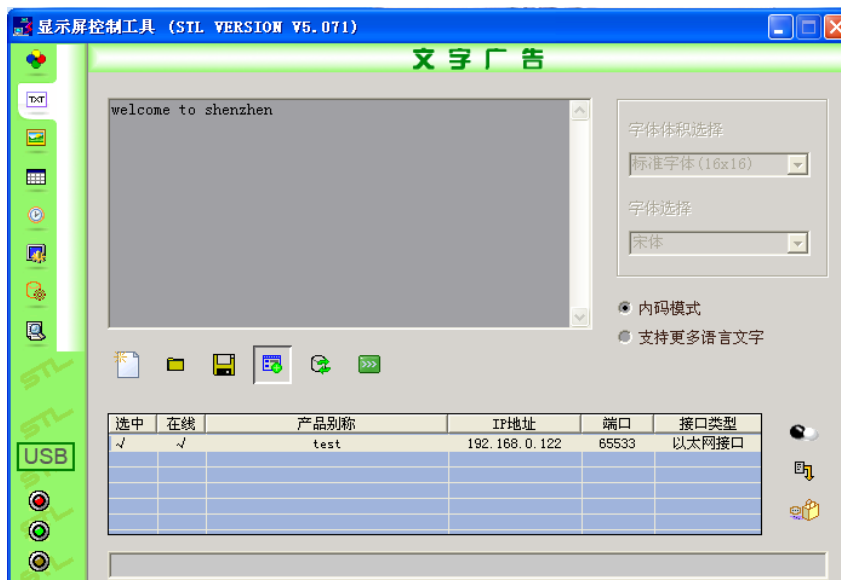 显示屏控制工具 (STL VERSION V5.071)
文字广告
TXT
welcome to shenzhen
字体体积选择
标准字体(16x16)
字体选择
宋体
内码模式
支持更多语言文字
STL
STL
USB
选中 在线 产品别称 IP地址 端口 接口类型
√ √ test 192.168.0.122 65533 以太网接口
STL
STL